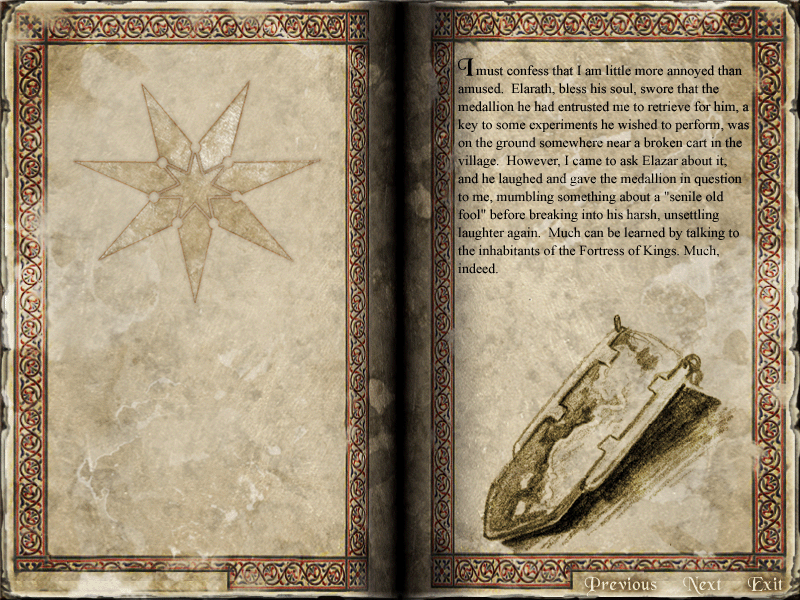 I must confess that I am little more annoyed than
amused.  Elarath, bless his soul, swore that the
medallion he had entrusted me to retrieve for him, a
key to some experiments he wished to perform, was
on the ground somewhere near a broken cart in the
village.  However, I came to ask Elazar about it,
and he laughed and gave the medallion in question
to me, mumbling something about a "senile old
fool" before breaking into his harsh, unsettling
laughter again.  Much can be learned by talking to
the inhabitants of the Fortress of Kings. Much,
indeed.
Previous Next Exit